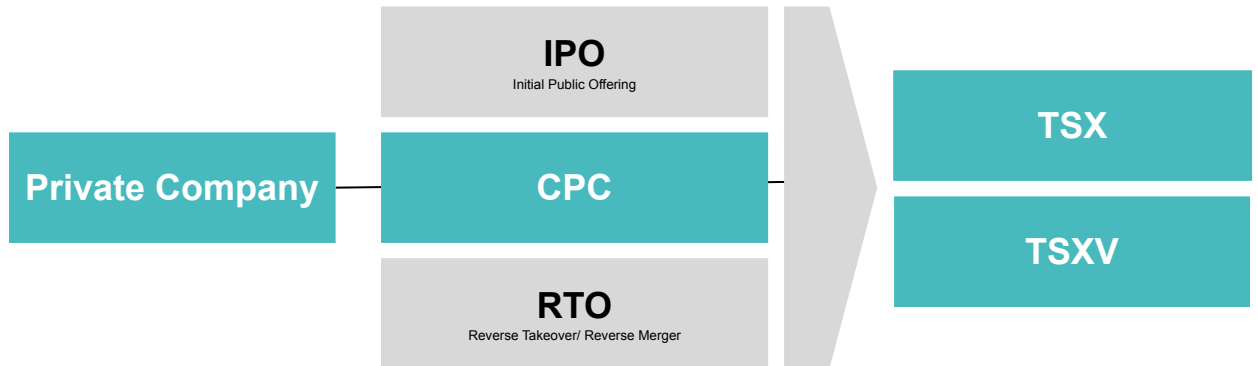 IPO
Initial Public Offering
Private Company
CPC
RTO
Reverse Takeover/ Reverse Merger
TSX
TSXV